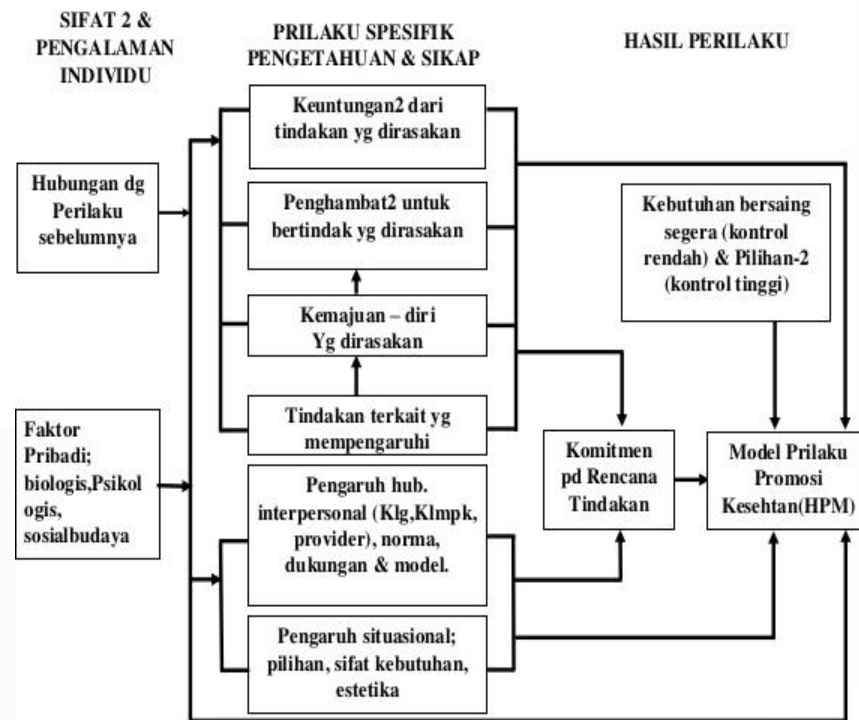 SIFAT 2 &
PENGALAMAN
INDIVIDU
PRILAKU SPESIFIK
PENGETAHUAN & SIKAP
HASIL PERILAKU
Hubungan dg
Perilaku
sebelumnya
Faktor
Pribadi;
biologis,Psikol
ogis,
sosialbudaya
Keuntungan2 dari
tindakan yg dirasakan
Penghambat2 untuk
bertindak yg dirasakan
Kemajuan – diri
Yg dirasakan
Tindakan terkait yg
mempengaruhi
Pengaruh hub.
interpersonal (Klg,Klmpk,
provider), norma,
dukungan & model.
Pengaruh situasional;
pilihan, sifat kebutuhan,
estetika
Kebutuhan bersaing
segera (kontrol
rendah) & Pilihan-2
(kontrol tinggi)
Komitmen
pd Rencana
Tindakan
Model Prilaku
Promosi
Kesehtan(HPM)